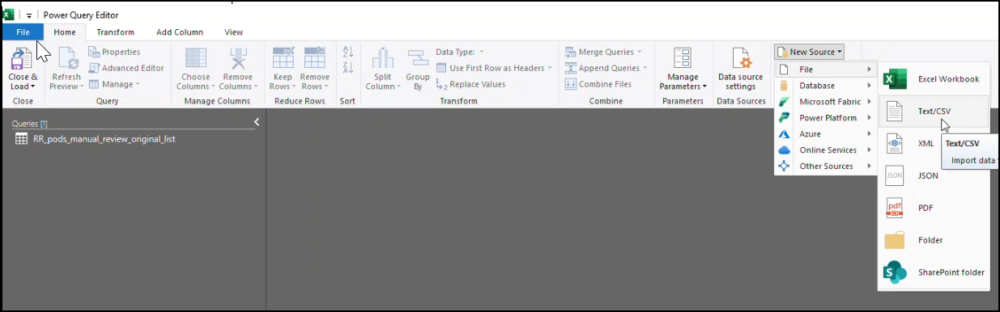 Power Query Editor
File Home Transform Add Column View
Close & Load
Close
Refresh Preview
Properties
Advanced Editor
Manage
Query
Choose Columns
Remove Columns
Manage Columns
Keep Rows
Remove Rows
Reduce Rows
A
Z
Z
A
Sort
Split Column
Group By
Data Type:
Use First Row as Headers
1
2 Replace Values
Transform
Merge Queries
Append Queries
Combine Files
Combine
Manage Parameters
Parameters
Data source settings
Data Sources
New Source
File
Database
Microsoft Fabric
Power Platform
Azure
Online Services
Other Sources
Excel Workbook
Text/CSV
XML
JSON
JSON
pdf
PDF
Folder
SharePoint folder
Text/CSV
Import data
Queries [1]
RR_pods_manual_review_original_list